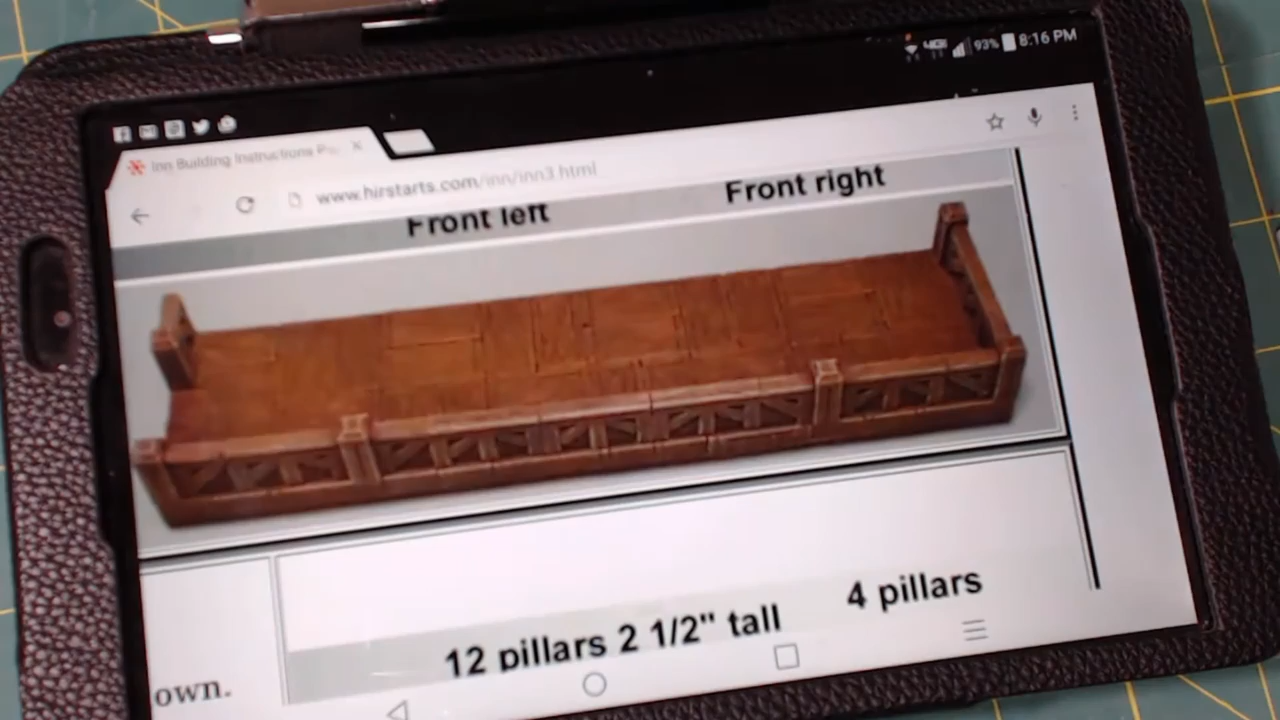 93% 8:16 PM
Inn Building Instructions P
www.hirstarts.com/inn/inn3.html
Front left Front right
12 pillars 2 1/2" tall 4 pillars
own.